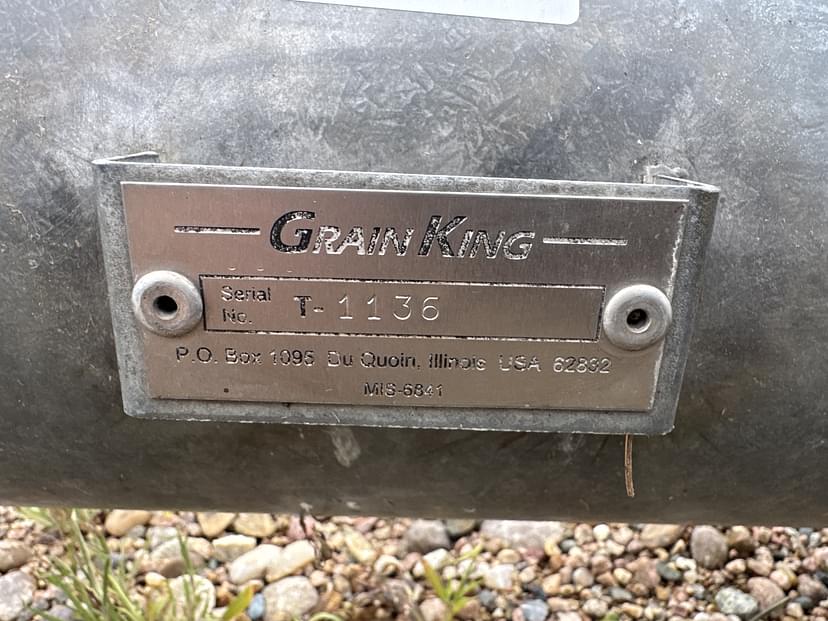 GRAIN KING
Serial
No. T-1136
P.O. Box 1095 Du Quoin, Illinois USA 62832
MIS-6841